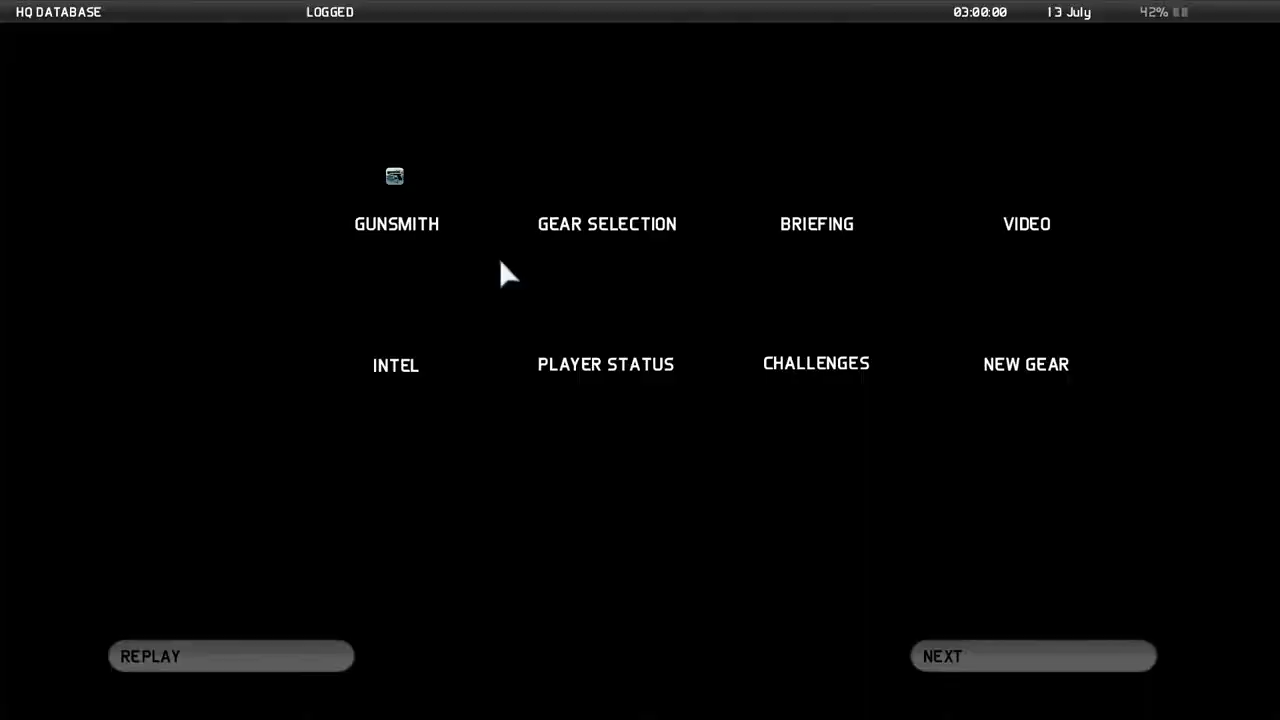 HQ DATABASE LOGGED 03:00:00 13 July 42%
GUNSMITH GEAR SELECTION BRIEFING VIDEO
INTEL PLAYER STATUS CHALLENGES NEW GEAR
REPLAY NEXT